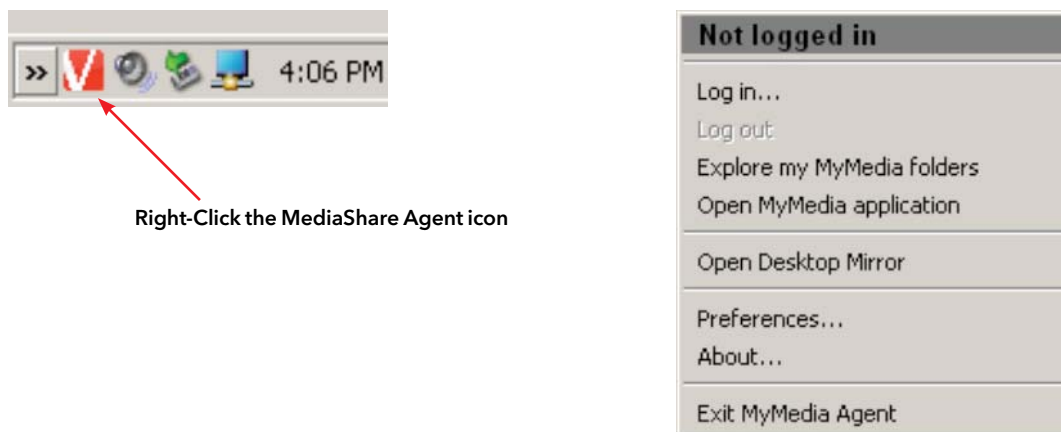 » V 4:06 PM
Right-Click the MediaShare Agent icon
Not logged in
Log in...
Log out
Explore my MyMedia folders
Open MyMedia application
Open Desktop Mirror
Preferences...
About...
Exit MyMedia Agent